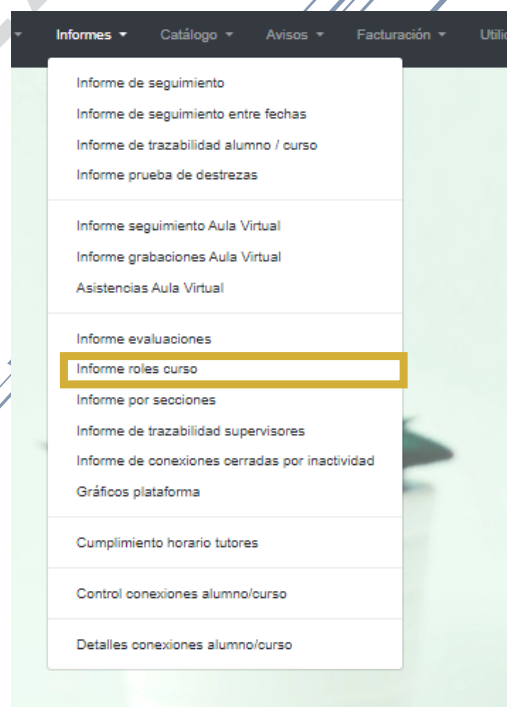 Informes Catálogo Avisos Facturación
Informe de seguimiento
Informe de seguimiento entre fechas
Informe de trazabilidad alumno / curso
Informe prueba de destrezas
Informe seguimiento Aula Virtual
Informe grabaciones Aula Virtual
Asistencias Aula Virtual
Informe evaluaciones
Informe roles curso
Informe por secciones
Informe de trazabilidad supervisores
Informe de conexiones cerradas por inactividad
Gráficos plataforma
Cumplimiento horario tutores
Control conexiones alumno/curso
Detalles conexiones alumno/curso